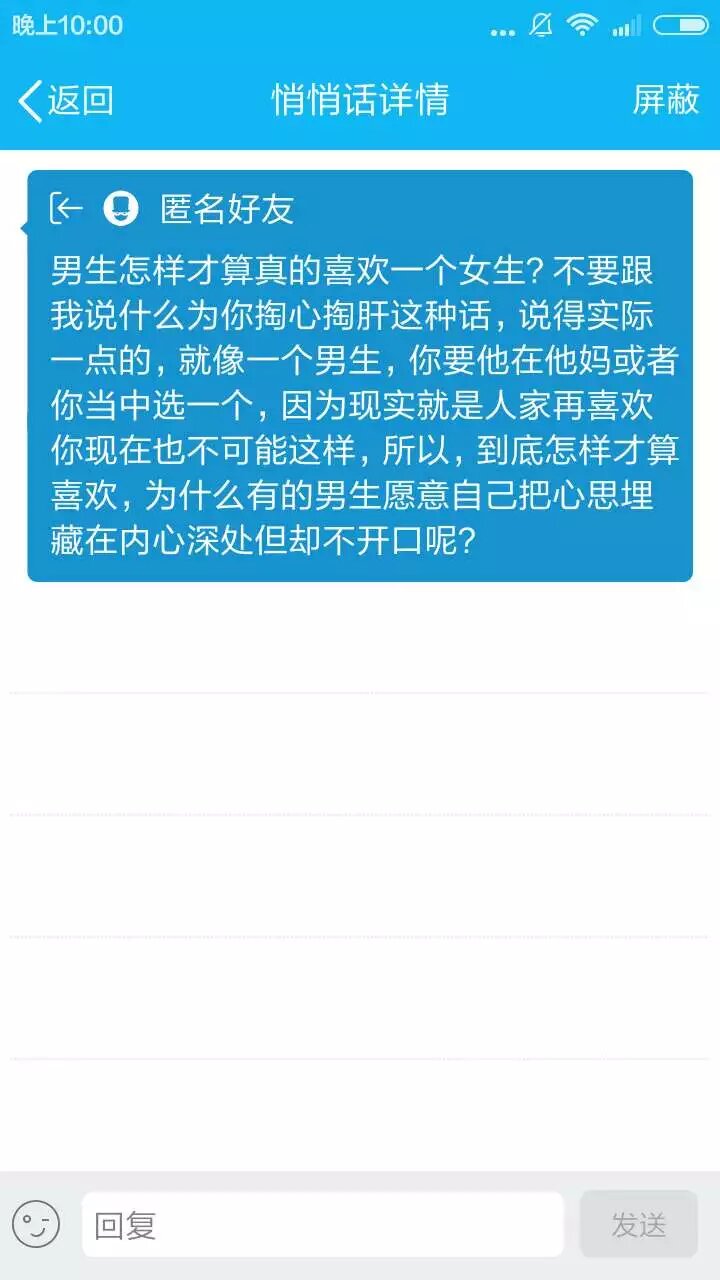 晚上10:00
返回 悄悄话详情 屏蔽
匿名好友
男生怎样才算真的喜欢一个女生?不要跟
我说什么为你掏心掏肝这种话,说得实际
一点的,就像一个男生,你要他在他妈或者
你当中选一个,因为现实就是人家再喜欢
你现在也不可能这样,所以,到底怎样才算
喜欢,为什么有的男生愿意自己把心思埋
藏在内心深处但却不开口呢?
回复 发送